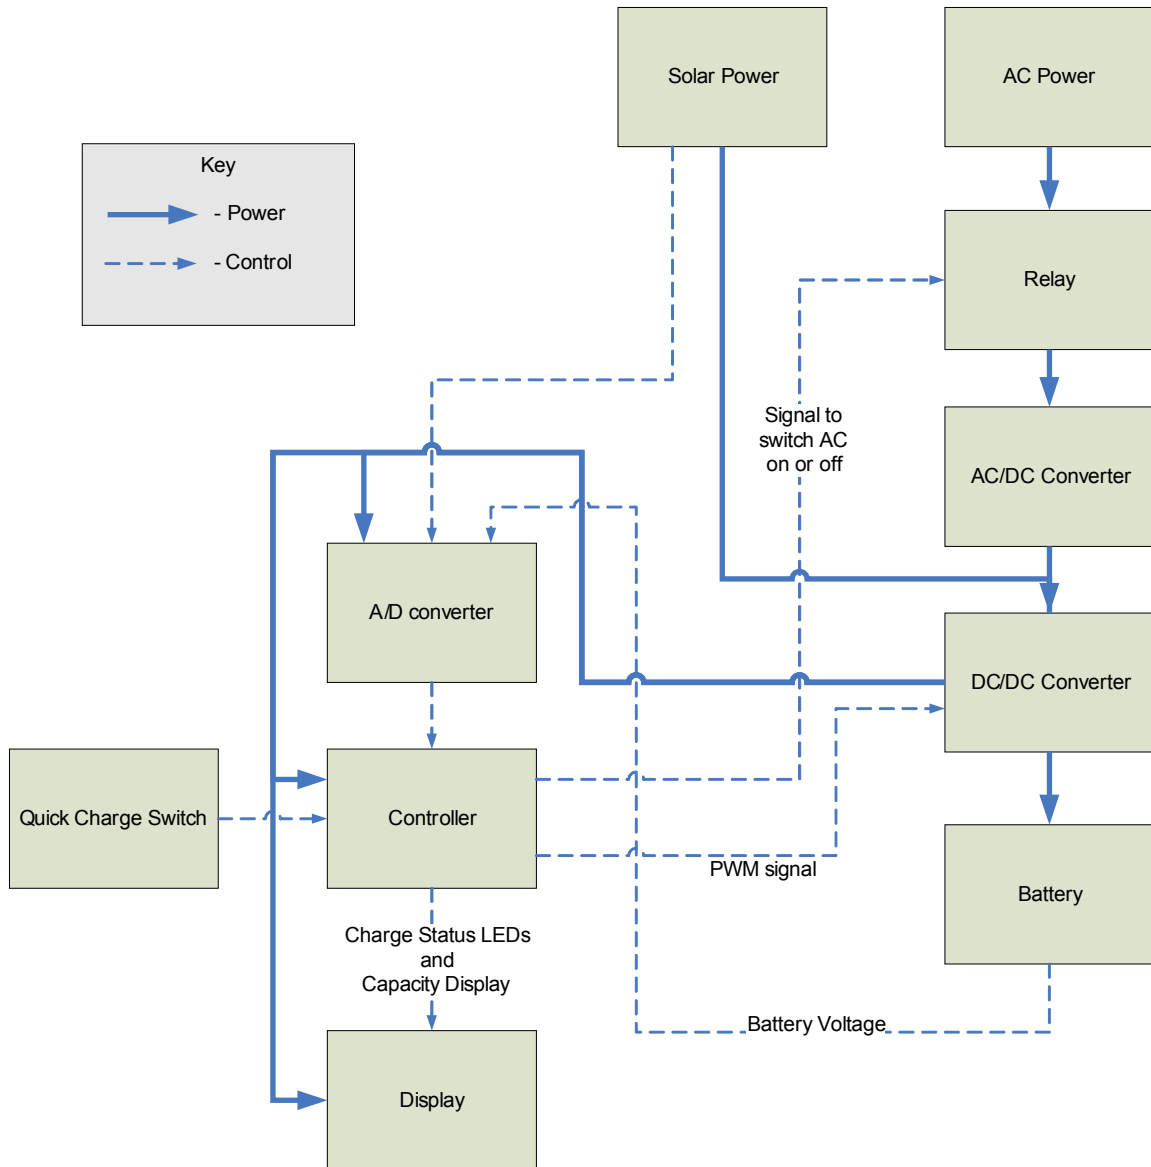 Solar Power
AC Power
Key
- Power
- Control
Relay
Signal to
switch AC
on or off
AC/DC Converter
A/D converter
DC/DC Converter
Quick Charge Switch
Controller
PWM signal
Battery
Charge Status LEDs
and
Capacity Display
Battery Voltage
Display